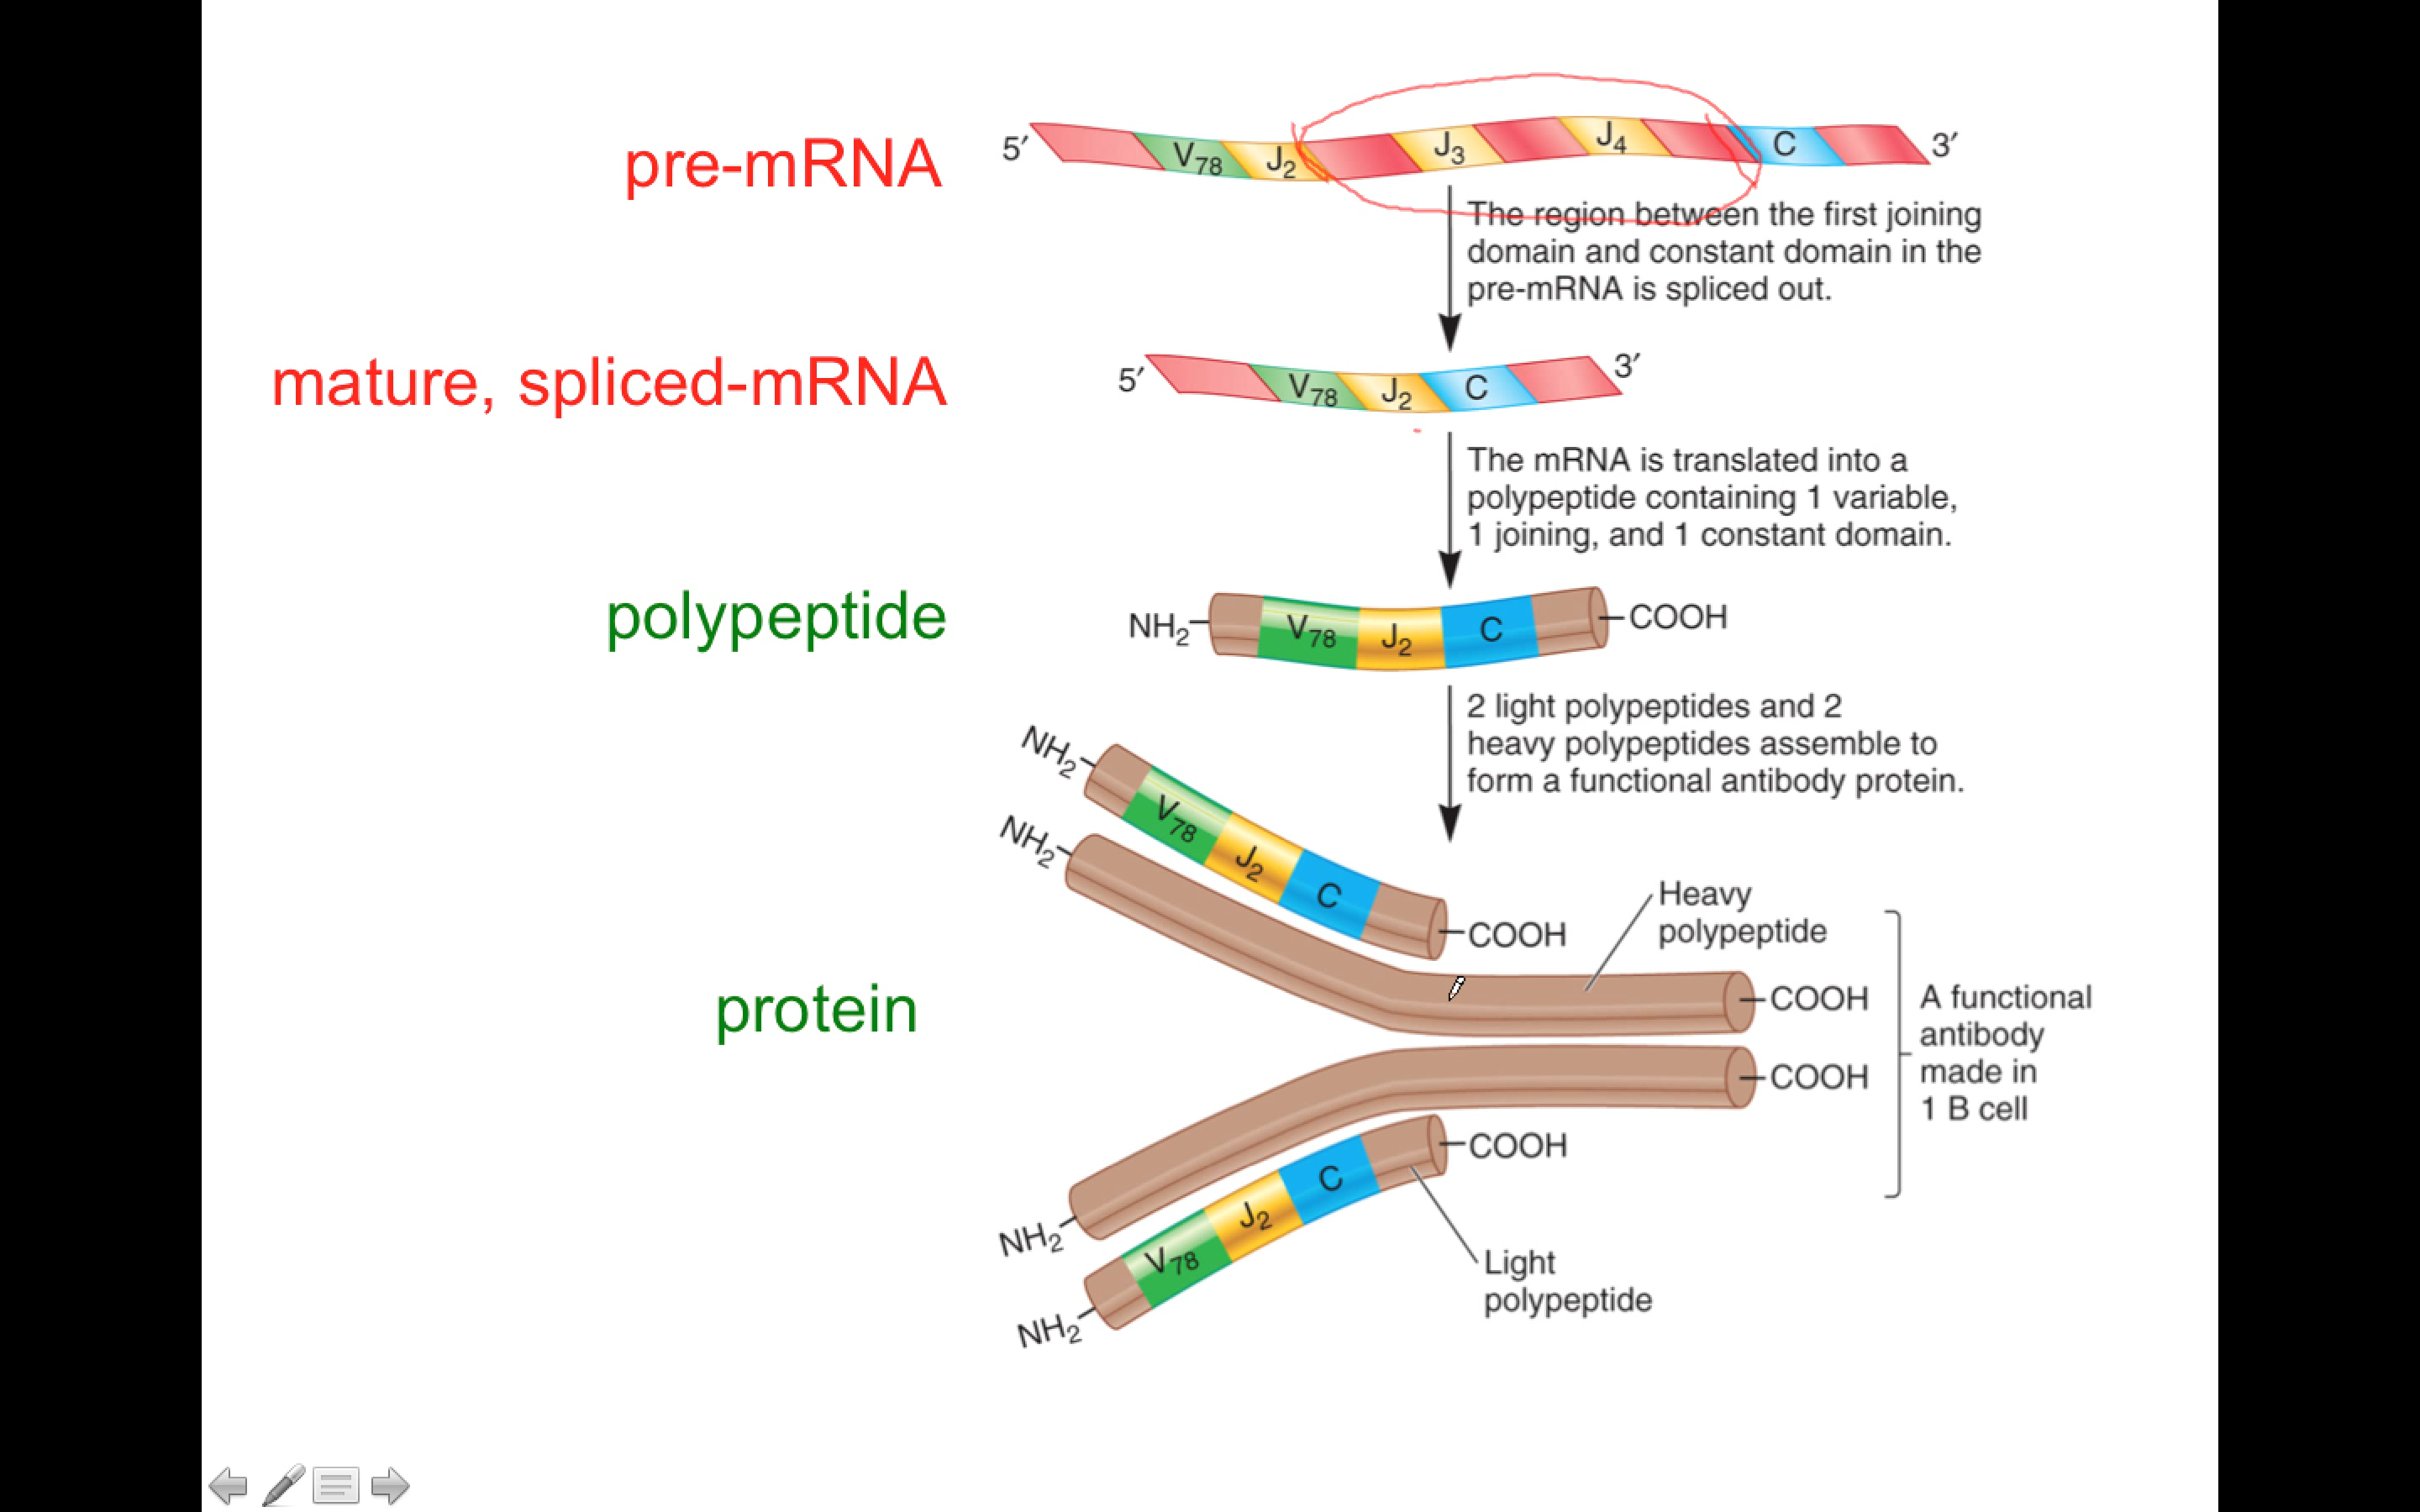 pre-mRNA
5′ V78 J2 J3 J4 C 3′
The region between the first joining
domain and constant domain in the
pre-mRNA is spliced out.
mature, spliced-mRNA
5′ V78 J2 C 3′
The mRNA is translated into a
polypeptide containing 1 variable,
1 joining, and 1 constant domain.
polypeptide
NH2 V78 J2 C COOH
2 light polypeptides and 2
heavy polypeptides assemble to
form a functional antibody protein.
NH2 V78 J2 C COOH
NH2 COOH
Heavy
polypeptide
protein
A functional
antibody
made in
1 B cell
NH2 COOH
NH2 V78 J2 C COOH
Light
polypeptide